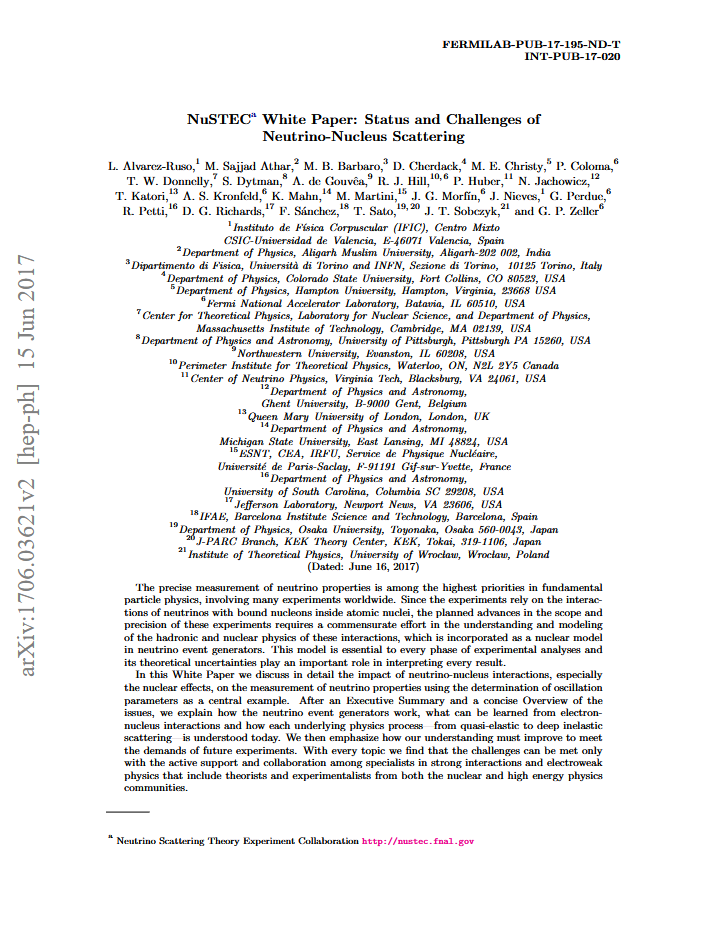 FERMILAB-PUB-17-195-ND-T
INT-PUB-17-020
NuSTECᵃ White Paper: Status and Challenges of
Neutrino-Nucleus Scattering
L. Alvarez-Ruso,¹ M. Sajjad Athar,² M. B. Barbaro,³ D. Cherdack,⁴ M. E. Christy,⁵ P. Coloma,⁶
T. W. Donnelly,⁷ S. Dytman,⁸ A. de Gouvêa,⁹ R. J. Hill,¹⁰,⁶ P. Huber,¹¹ N. Jachowicz,¹²
T. Katori,¹³ A. S. Kronfeld,⁶ K. Mahn,¹⁴ M. Martini,¹⁵ J. G. Morfín,⁶ J. Nieves,¹ G. Perdue,⁶
R. Petti,¹⁶ D. G. Richards,¹⁷ F. Sánchez,¹⁸ T. Sato,¹⁹,²⁰ J. T. Sobczyk,²¹ and G. P. Zeller⁶
¹Instituto de Física Corpuscular (IFIC), Centro Mixto
CSIC-Universidad de Valencia, E-46071 Valencia, Spain
²Department of Physics, Aligarh Muslim University, Aligarh-202 002, India
³Dipartimento di Fisica, Università di Torino and INFN, Sezione di Torino, 10125 Torino, Italy
⁴Department of Physics, Colorado State University, Fort Collins, CO 80523, USA
⁵Department of Physics, Hampton University, Hampton, Virginia, 23668 USA
⁶Fermi National Accelerator Laboratory, Batavia, IL 60510, USA
⁷Center for Theoretical Physics, Laboratory for Nuclear Science, and Department of Physics,
Massachusetts Institute of Technology, Cambridge, MA 02139, USA
⁸Department of Physics and Astronomy, University of Pittsburgh, Pittsburgh PA 15260, USA
⁹Northwestern University, Evanston, IL 60208, USA
¹⁰Perimeter Institute for Theoretical Physics, Waterloo, ON, N2L 2Y5 Canada
¹¹Center of Neutrino Physics, Virginia Tech, Blacksburg, VA 24061, USA
¹²Department of Physics and Astronomy,
Ghent University, B-9000 Gent, Belgium
¹³Queen Mary University of London, London, UK
¹⁴Department of Physics and Astronomy,
Michigan State University, East Lansing, MI 48824, USA
¹⁵ESNT, CEA, IRFU, Service de Physique Nucléaire,
Université de Paris-Saclay, F-91191 Gif-sur-Yvette, France
¹⁶Department of Physics and Astronomy,
University of South Carolina, Columbia SC 29208, USA
¹⁷Jefferson Laboratory, Newport News, VA 23606, USA
¹⁸IFAE, Barcelona Institute Science and Technology, Barcelona, Spain
¹⁹Department of Physics, Osaka University, Toyonaka, Osaka 560-0043, Japan
²⁰J-PARC Branch, KEK Theory Center, KEK, Tokai, 319-1106, Japan
²¹Institute of Theoretical Physics, University of Wrocław, Wrocław, Poland
(Dated: June 16, 2017)
The precise measurement of neutrino properties is among the highest priorities in fundamental
particle physics, involving many experiments worldwide. Since the experiments rely on the interac-
tions of neutrinos with bound nucleons inside atomic nuclei, the planned advances in the scope and
precision of these experiments requires a commensurate effort in the understanding and modeling
of the hadronic and nuclear physics of these interactions, which is incorporated as a nuclear model
in neutrino event generators. This model is essential to every phase of experimental analyses and
its theoretical uncertainties play an important role in interpreting every result.
In this White Paper we discuss in detail the impact of neutrino-nucleus interactions, especially
the nuclear effects, on the measurement of neutrino properties using the determination of oscillation
parameters as a central example. After an Executive Summary and a concise Overview of the
issues, we explain how the neutrino event generators work, what can be learned from electron-
nucleus interactions and how each underlying physics process—from quasi-elastic to deep inelastic
scattering—is understood today. We then emphasize how our understanding must improve to meet
the demands of future experiments. With every topic we find that the challenges can be met only
with the active support and collaboration among specialists in strong interactions and electroweak
physics that include theorists and experimentalists from both the nuclear and high energy physics
communities.
ᵃ Neutrino Scattering Theory Experiment Collaboration http://nustec.fnal.gov
arXiv:1706.03621v2 [hep-ph] 15 Jun 2017